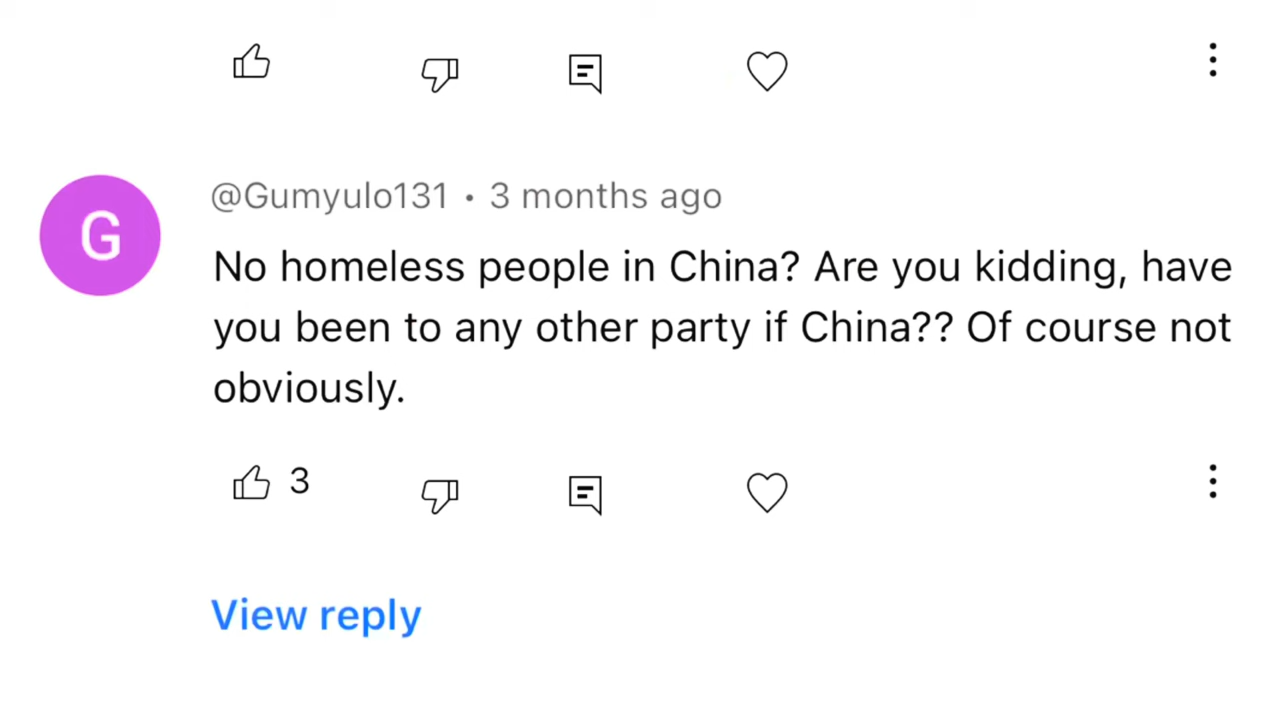 @Gumyulo131 • 3 months ago
No homeless people in China? Are you kidding, have
you been to any other party if China?? Of course not
obviously.
3
View reply
G